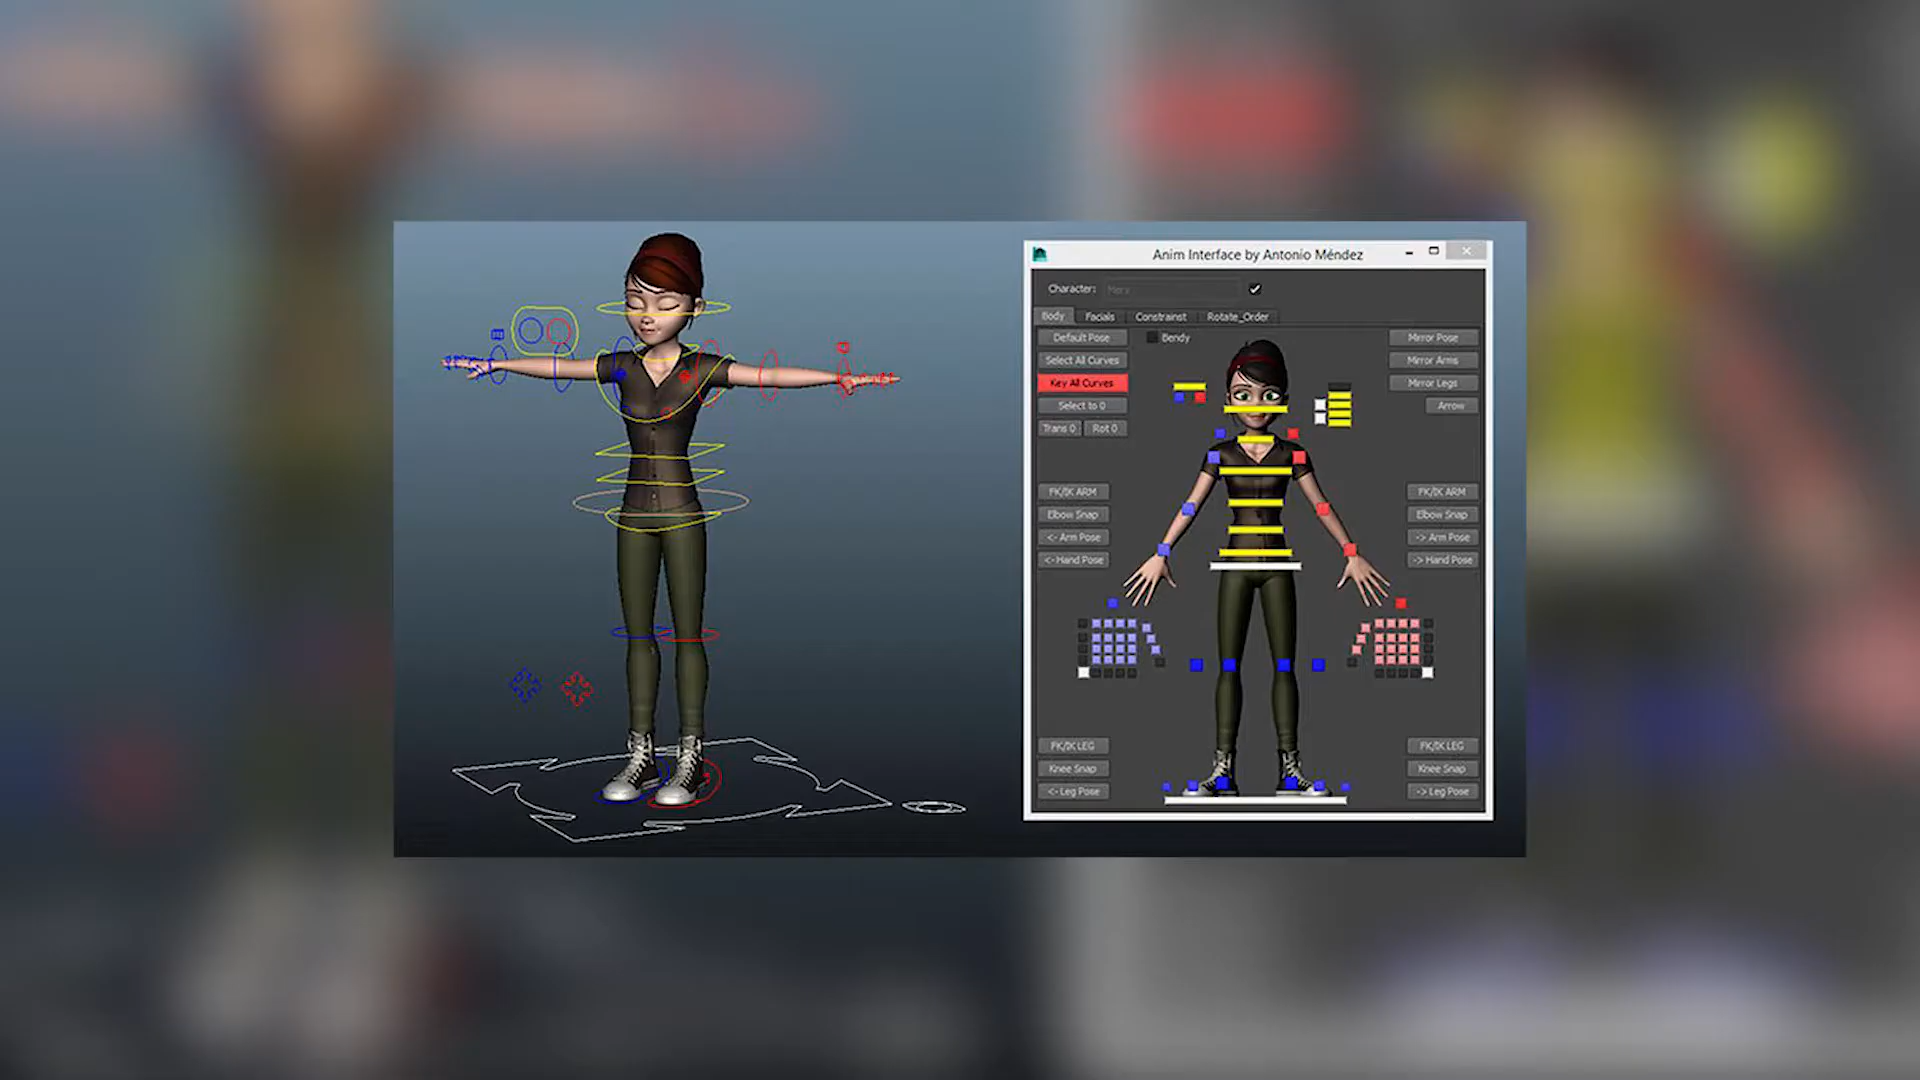 Anim Interface by Antonio Méndez
Character: Mery
Body Facials Constraint Rotate_Order
Default Pose Bendy Mirror Pose
Select All Curves Mirror Arms
Key All Curves Mirror Legs
Select to 0 Arrow
Trans 0 Rot 0
FK/IK ARM FK/IK ARM
Elbow Snap Elbow Snap
<- Arm Pose -> Arm Pose
<- Hand Pose -> Hand Pose
FK/IK LEG FK/IK LEG
Knee Snap Knee Snap
<- Leg Pose -> Leg Pose